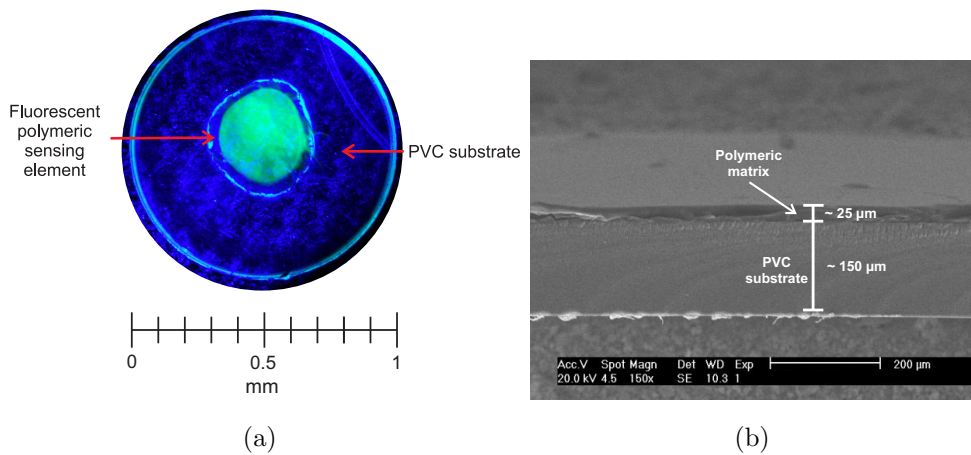 Fluorescent
polymeric
sensing
element
PVC substrate
0
0.5
1
mm
(a)
Polymeric
matrix
~ 25 µm
PVC
substrate
~ 150 µm
Acc.V Spot Magn Det WD Exp
20.0 kV 4.5 150x SE 10.3 1
200 µm
(b)